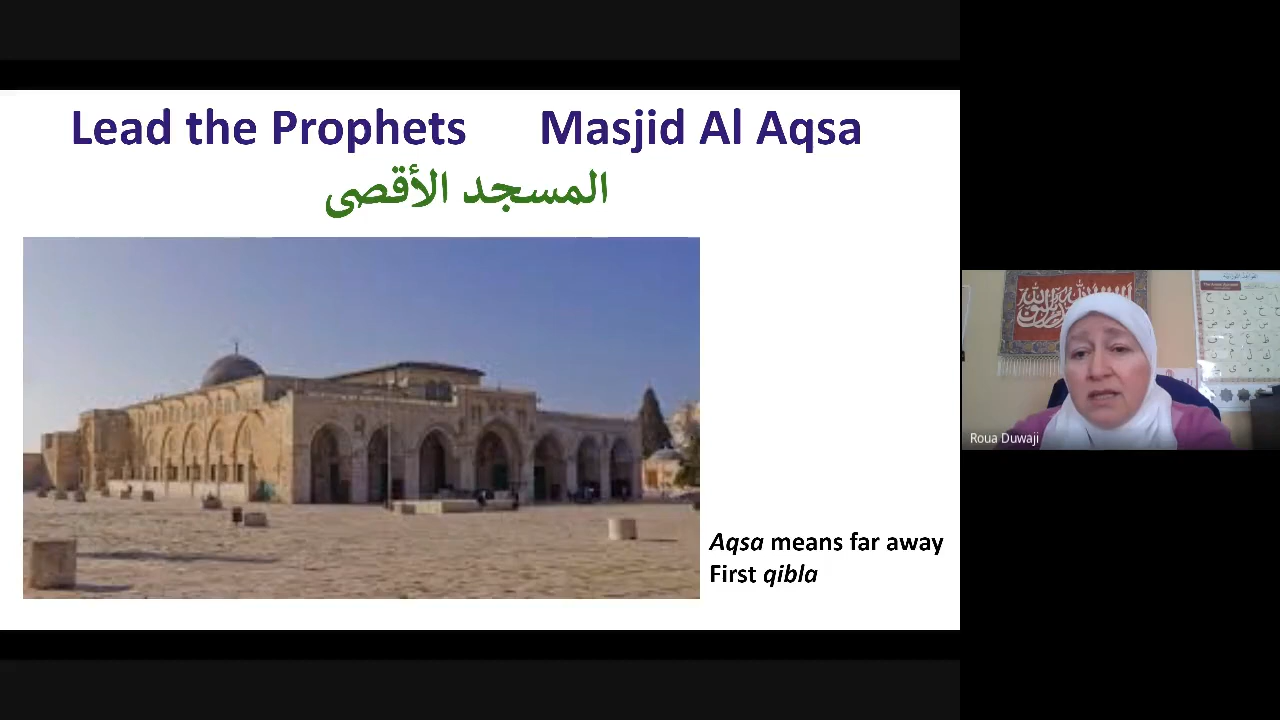 Lead the Prophets Masjid Al Aqsa
المسجد الأقصى
Aqsa means far away
First qibla
Roua Duwaji